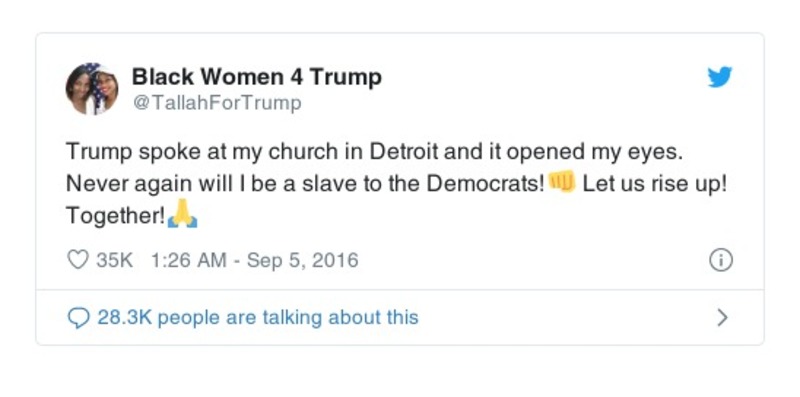 Black Women 4 Trump
@TallahForTrump
Trump spoke at my church in Detroit and it opened my eyes.
Never again will I be a slave to the Democrats!👊 Let us rise up!
Together!🙏
35K 1:26 AM - Sep 5, 2016
28.3K people are talking about this